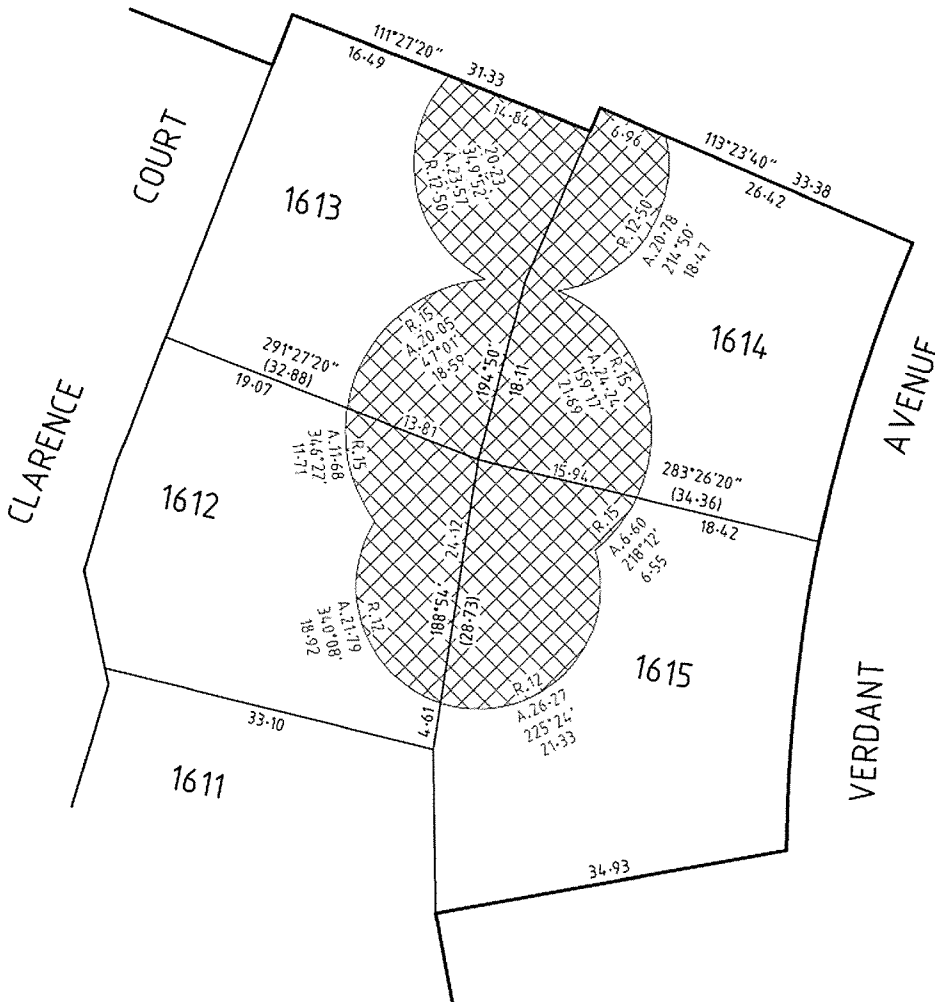 111°27'20"
16·49
31·33
14·84
6·96
113°23'40"
26·42
33·38
COURT
1613
20·23
349°52'
A.23·57
R.12·50
R.12·50
A.20·78
214°50'
18·47
1614
AVENUE
R.15
A.20·05
47°01'
18·59
194°50'
18·11
R.15
A.24·24
159°17'
21·69
291°27'20"
(32·88)
19·07
13·81
CLARENCE
R.15
A.11·68
346°27'
11·71
15·94
283°26'20"
(34·36)
18·42
1612
R.15
A.6·60
218°12'
6·55
24·12
188°54'
(28·73)
R.12
A.21·79
340°08'
18·92
1615
R.12
A.26·27
225°24'
21·33
VERDANT
33·10
4·61
1611
34·93